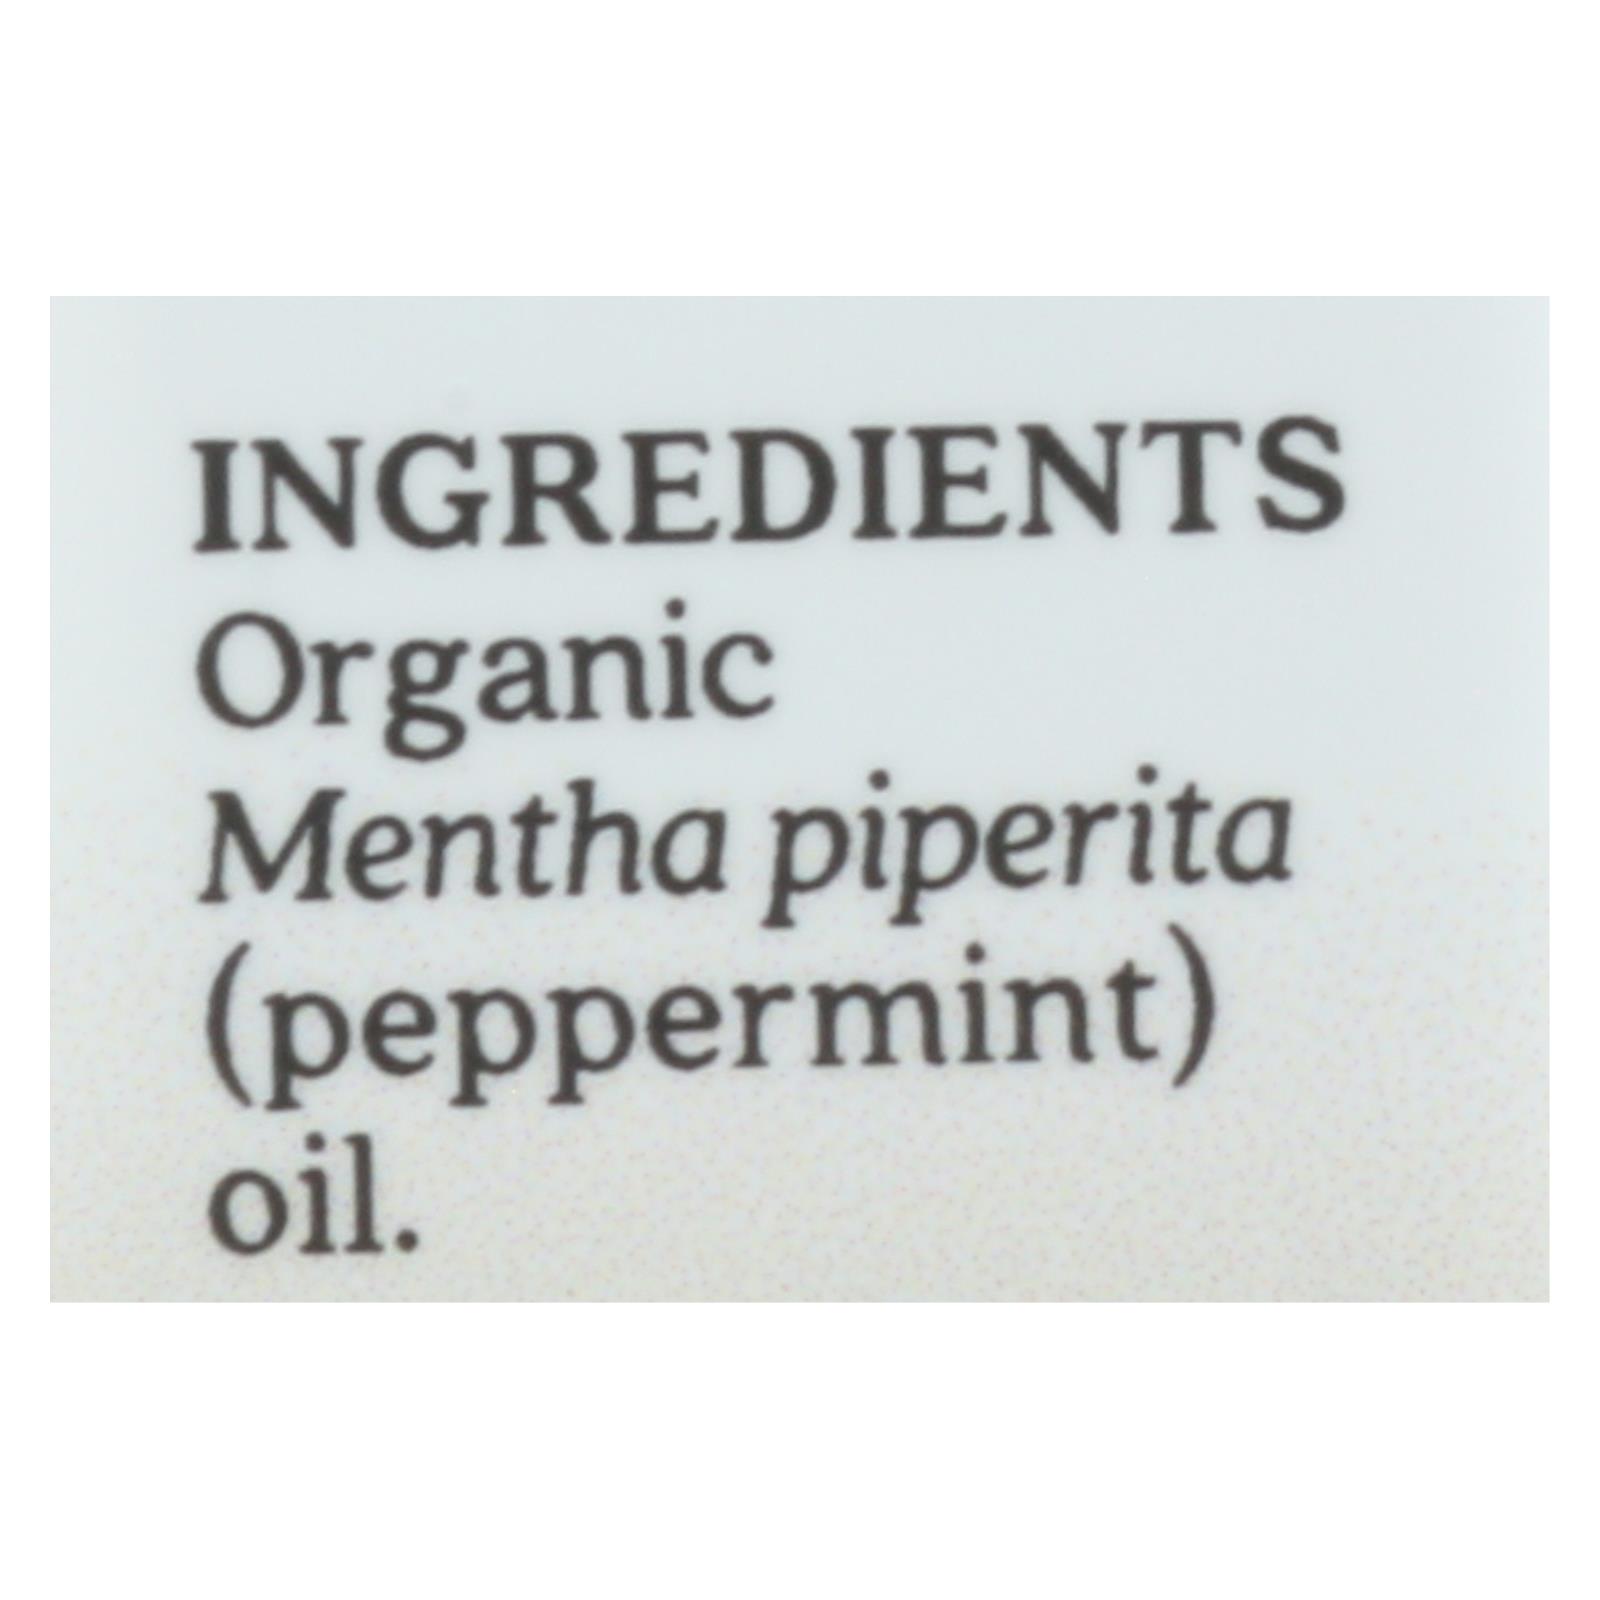 INGREDIENTS
Organic
Mentha piperita
(peppermint)
oil.